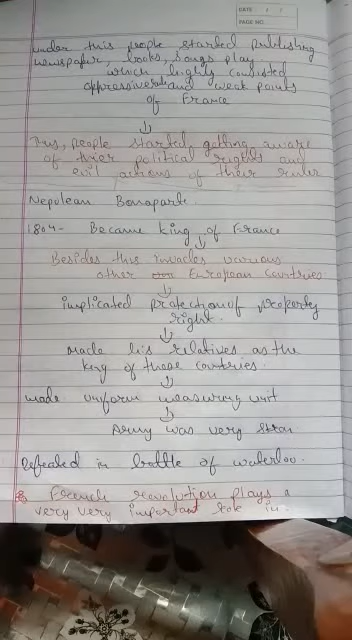 DATE
PAGE NO.
under this people started publishing
newspaper, books, songs play
which highly consisted
oppressive and weak points
of France
Thus, people started getting aware
of thier political rights and
evil actions of their ruler
Nepolean Bonaparte.
1804- Became king of France
Besides this invades various
other European countries
implicated protection of property
right.
Made his relatives as the
king of these countries.
made uniform measuring unit
Army was very stron
Defeated in battle of waterloo.
French revolution plays a
very very important role in.